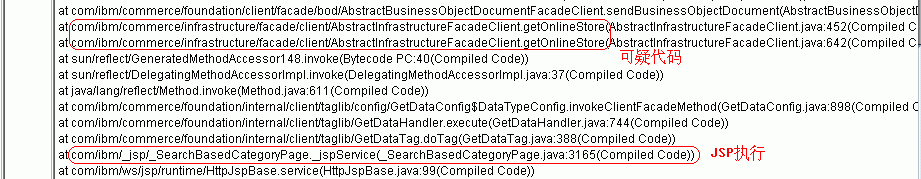 at com/ibm/commerce/foundation/client/facade/bod/AbstractBusinessObjectDocumentFacadeClient.sendBusinessObjectDocument(AbstractBusinessObject
at com/ibm/commerce/infrastructure/facade/client/AbstractInfrastructureFacadeClient.getOnlineStore(AbstractInfrastructureFacadeClient.java:452(Compiled C
at com/ibm/commerce/infrastructure/facade/client/AbstractInfrastructureFacadeClient.getOnlineStore(AbstractInfrastructureFacadeClient.java:642(Compiled C
at sun/reflect/GeneratedMethodAccessor148.invoke(Bytecode PC:40(Compiled Code))
可疑代码
at sun/reflect/DelegatingMethodAccessorImpl.invoke(DelegatingMethodAccessorImpl.java:37(Compiled Code))
at java/lang/reflect/Method.invoke(Method.java:611(Compiled Code))
at com/ibm/commerce/foundation/internal/client/taglib/config/GetDataConfig$DataTypeConfig.invokeClientFacadeMethod(GetDataConfig.java:898(Compiled Co
at com/ibm/commerce/foundation/internal/client/taglib/GetDataHandler.execute(GetDataHandler.java:744(Compiled Code))
at com/ibm/commerce/foundation/internal/client/taglib/GetDataTag.doTag(GetDataTag.java:388(Compiled Code))
at com/ibm/_jsp/_SearchBasedCategoryPage._jspService(_SearchBasedCategoryPage.java:3165(Compiled Code)) JSP执行
at com/ibm/ws/jsp/runtime/HttpJspBase.service(HttpJspBase.java:99(Compiled Code))